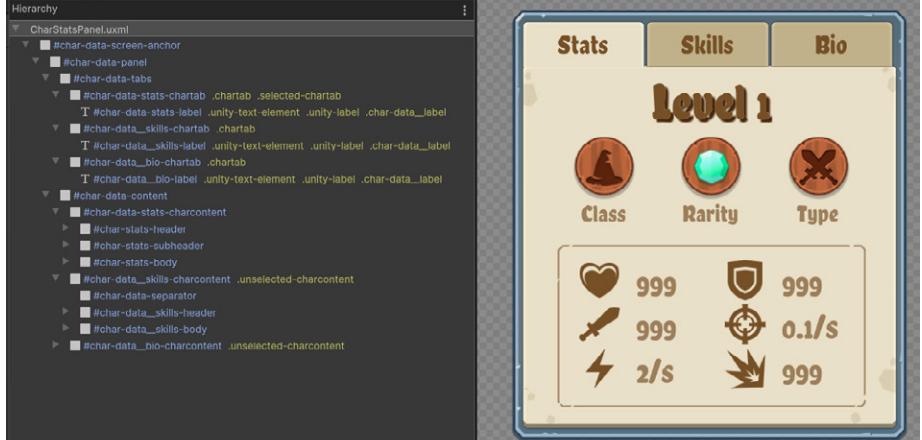 Hierarchy
CharStatsPanel.uxml
#char-data-screen-anchor
#char-data-panel
#char-data-tabs
#char-data-stats-chartab .chartab .selected-chartab
T #char-data-stats-label .unity-text-element .unity-label .char-data__label
#char-data__skills-chartab .chartab
T #char-data__skills-label .unity-text-element .unity-label .char-data__label
#char-data__bio-chartab .chartab
T #char-data__bio-label .unity-text-element .unity-label .char-data__label
#char-data-content
#char-data-stats-charcontent
#char-stats-header
#char-stats-subheader
#char-stats-body
#char-data__skills-charcontent .unselected-charcontent
#char-data-separator
#char-data__skills-header
#char-data__skills-body
#char-data__bio-charcontent .unselected-charcontent
Stats Skills Bio
Level 1
Class Rarity Type
999 999
999 0.1/s
2/s 999